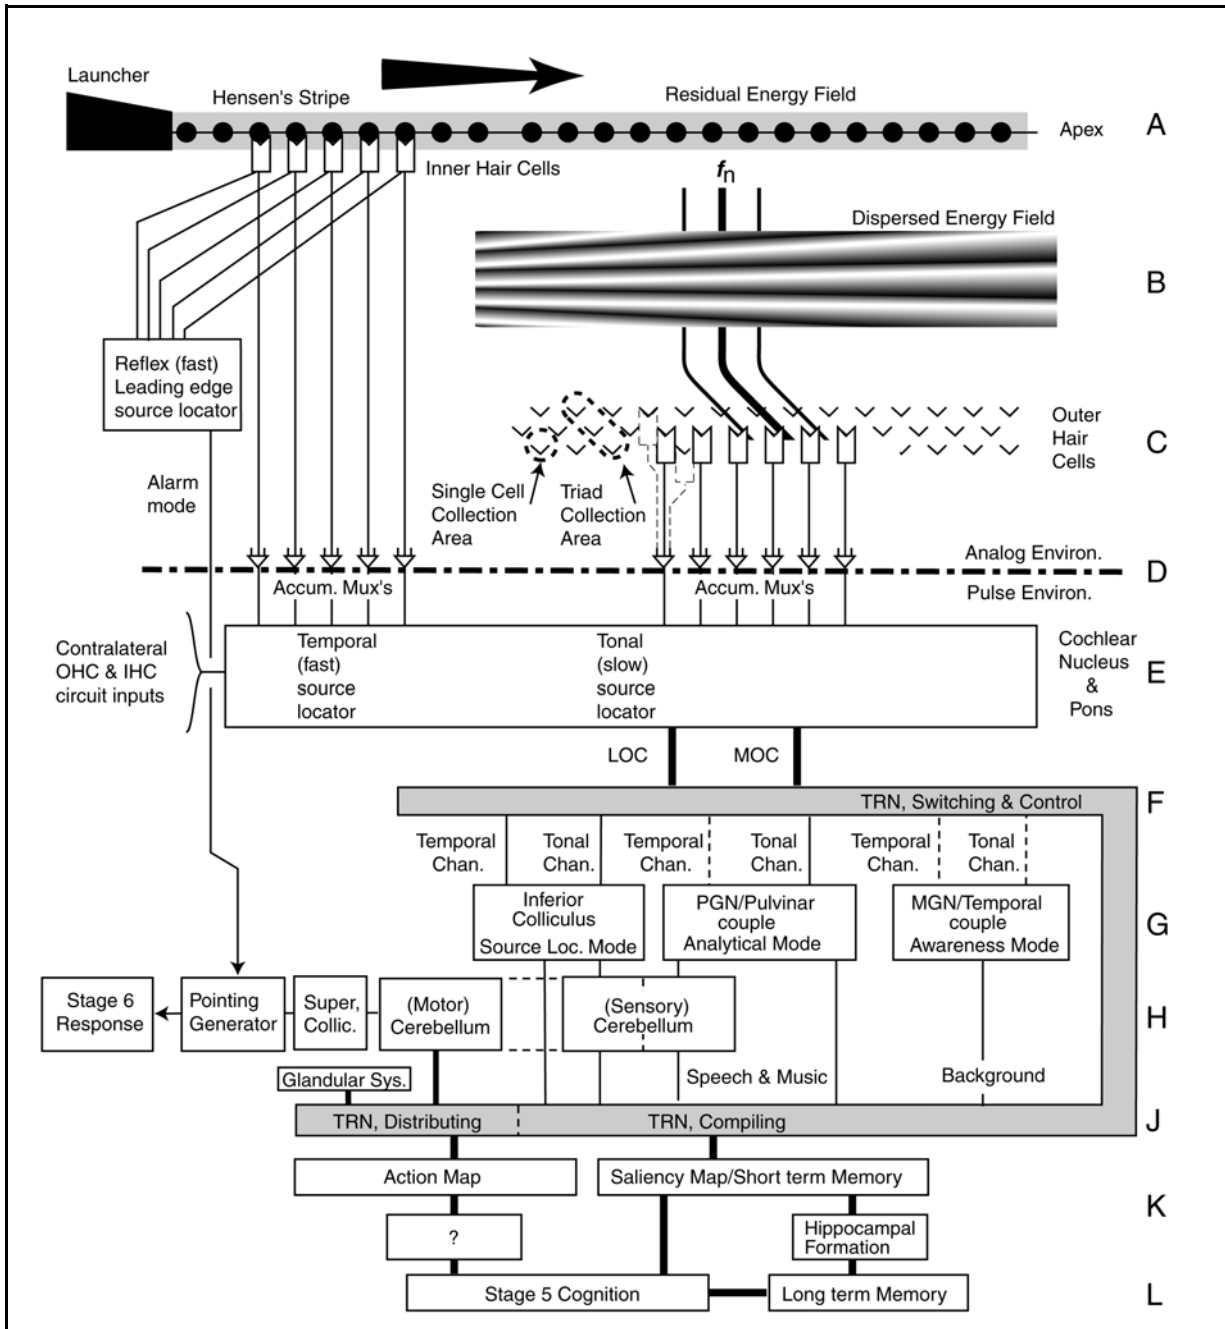 Launcher
Hensen's Stripe
Residual Energy Field
A
Apex
Inner Hair Cells
fn
Dispersed Energy Field
B
Reflex (fast)
Leading edge
source locator
Outer
Hair
Cells
C
Alarm
mode
Single Cell
Collection
Area
Triad
Collection
Area
Analog Environ.
D
Accum. Mux's
Accum. Mux's
Pulse Environ.
Contralateral
OHC & IHC
circuit inputs
Temporal
(fast)
source
locator
Tonal
(slow)
source
locator
Cochlear
Nucleus
&
Pons
E
LOC
MOC
TRN, Switching & Control
F
Temporal
Chan.
Tonal
Chan.
Temporal
Chan.
Tonal
Chan.
Temporal
Chan.
Tonal
Chan.
Inferior
Colliculus
Source Loc. Mode
PGN/Pulvinar
couple
Analytical Mode
MGN/Temporal
couple
Awareness Mode
G
Stage 6
Response
Pointing
Generator
Super,
Collic.
(Motor)
Cerebellum
(Sensory)
Cerebellum
H
Glandular Sys.
Speech & Music
Background
TRN, Distributing
TRN, Compiling
J
Action Map
Saliency Map/Short term Memory
K
?
Hippocampal
Formation
Stage 5 Cognition
Long term Memory
L